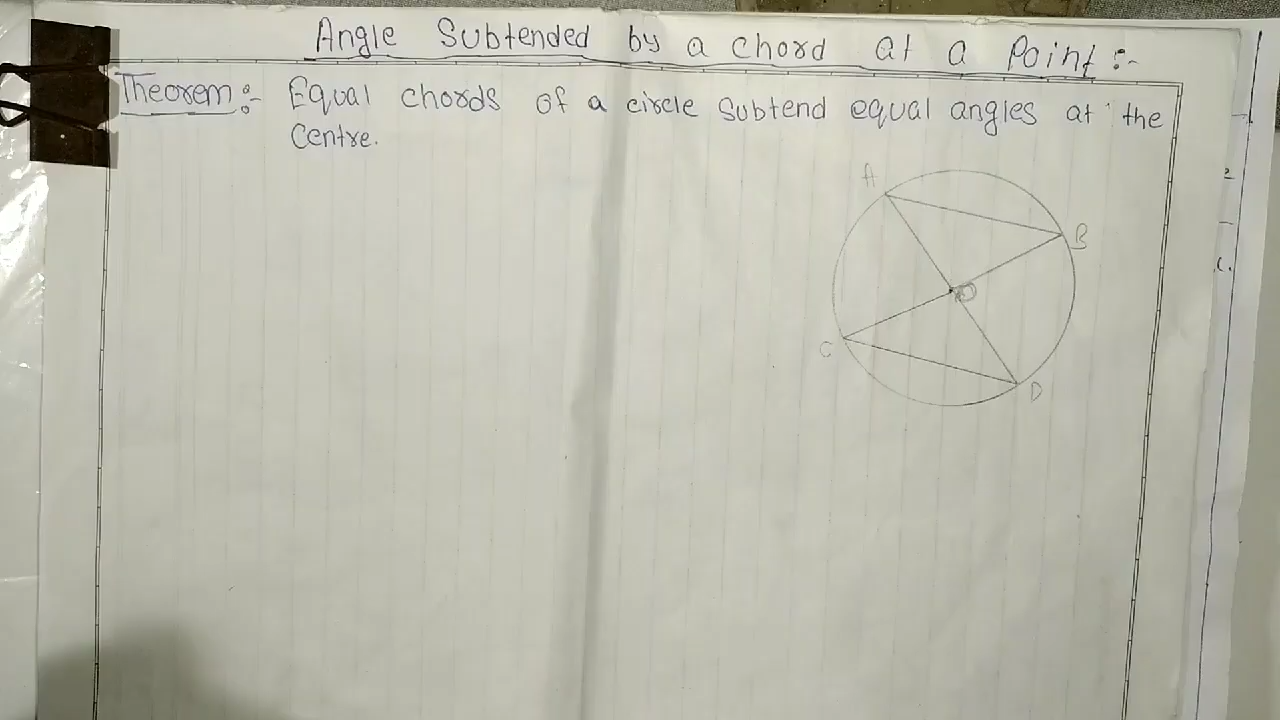 Angle Subtended by a chord at a Point :-
Theorem :- Equal chords of a circle Subtend equal angles at the
Centre.
A
B
O
C
D